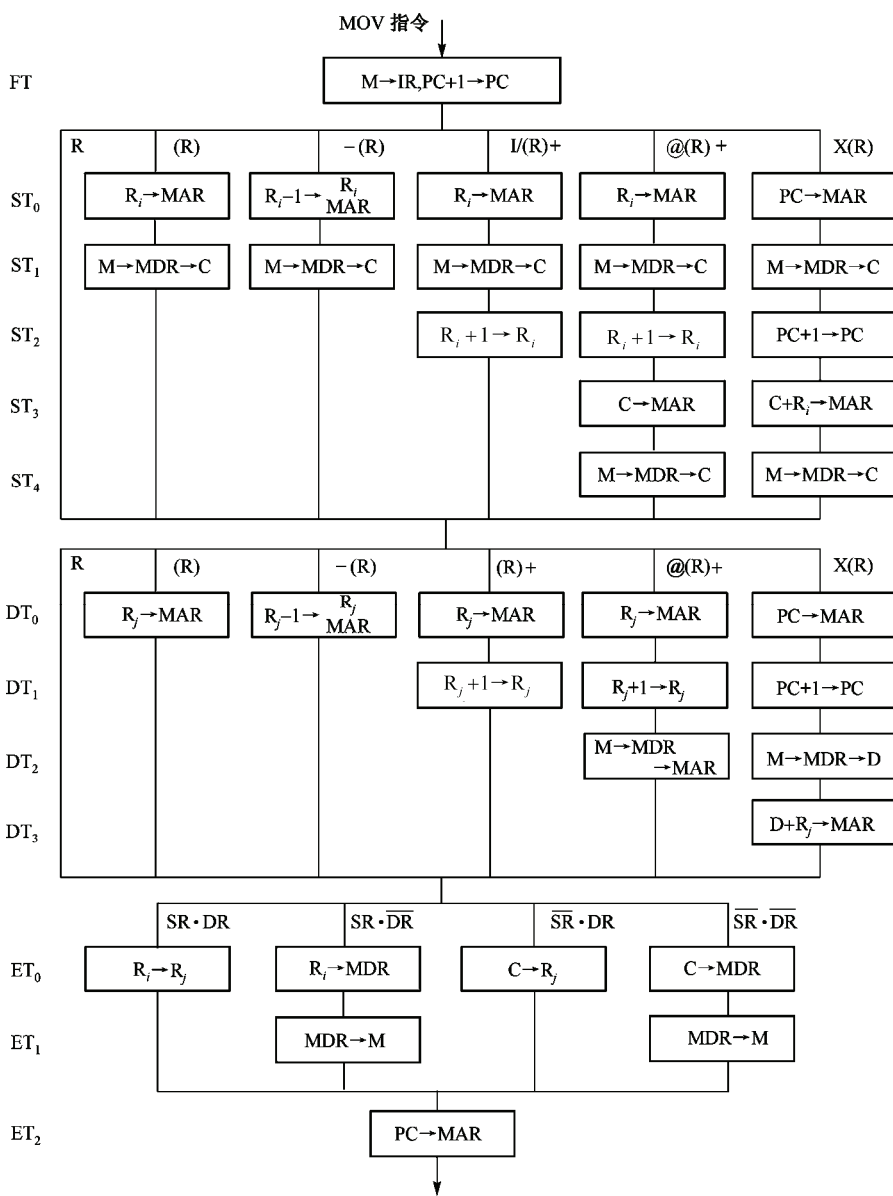 MOV 指令
FT M→IR,PC+1→PC
R (R) −(R) I/(R)+ @(R)+ X(R)
ST₀ Rᵢ→MAR Rᵢ−1→Rᵢ MAR Rᵢ→MAR Rᵢ→MAR PC→MAR
ST₁ M→MDR→C M→MDR→C M→MDR→C M→MDR→C M→MDR→C
ST₂ Rᵢ+1→Rᵢ Rᵢ+1→Rᵢ PC+1→PC
ST₃ C→MAR C+Rᵢ→MAR
ST₄ M→MDR→C M→MDR→C
R (R) −(R) (R)+ @(R)+ X(R)
DT₀ Rⱼ→MAR Rⱼ−1→Rⱼ MAR Rⱼ→MAR Rⱼ→MAR PC→MAR
DT₁ Rⱼ+1→Rⱼ Rⱼ+1→Rⱼ PC+1→PC
DT₂ M→MDR→MAR M→MDR→D
DT₃ D+Rⱼ→MAR
SR·DR SR·D̅R̅ S̅R̅·DR S̅R̅·D̅R̅
ET₀ Rᵢ→Rⱼ Rᵢ→MDR C→Rⱼ C→MDR
ET₁ MDR→M MDR→M
ET₂ PC→MAR